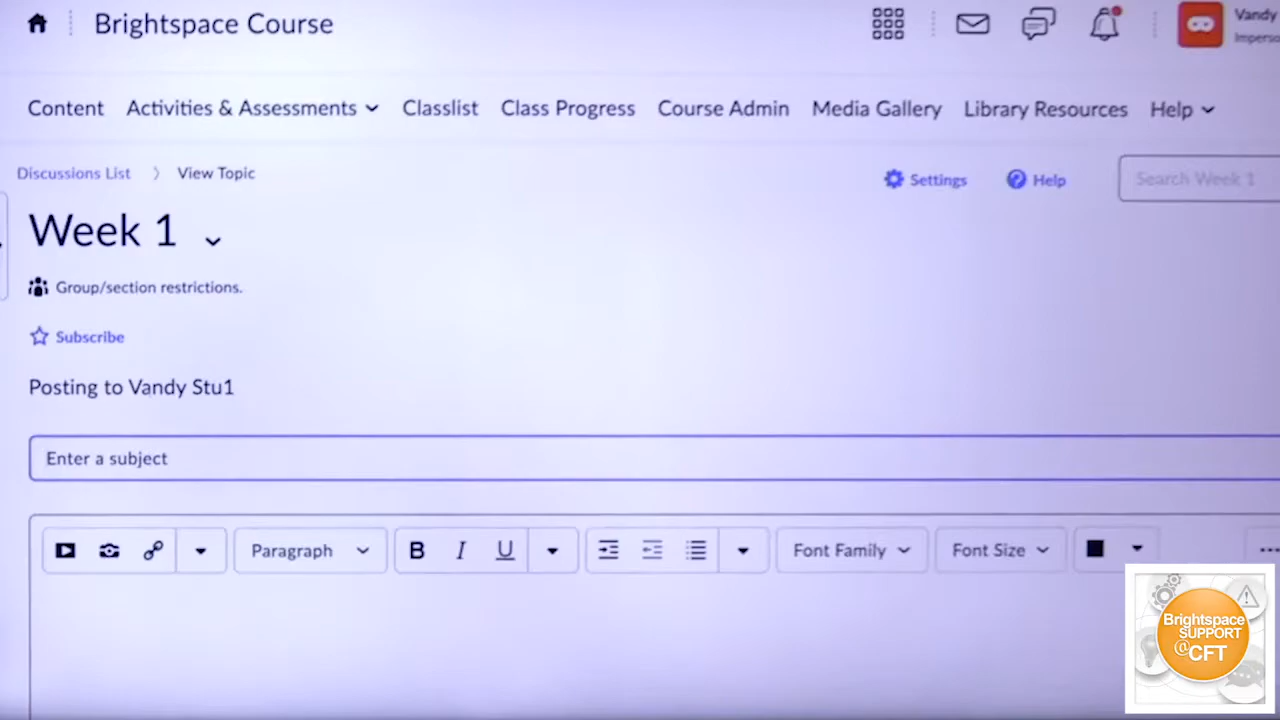 Brightspace Course
Vandy
Imperso
Content Activities & Assessments Classlist Class Progress Course Admin Media Gallery Library Resources Help
Discussions List View Topic
Settings Help Search Week 1
Week 1
Group/section restrictions.
Subscribe
Posting to Vandy Stu1
Enter a subject
Paragraph B I U Font Family Font Size
Brightspace
SUPPORT
@CFT